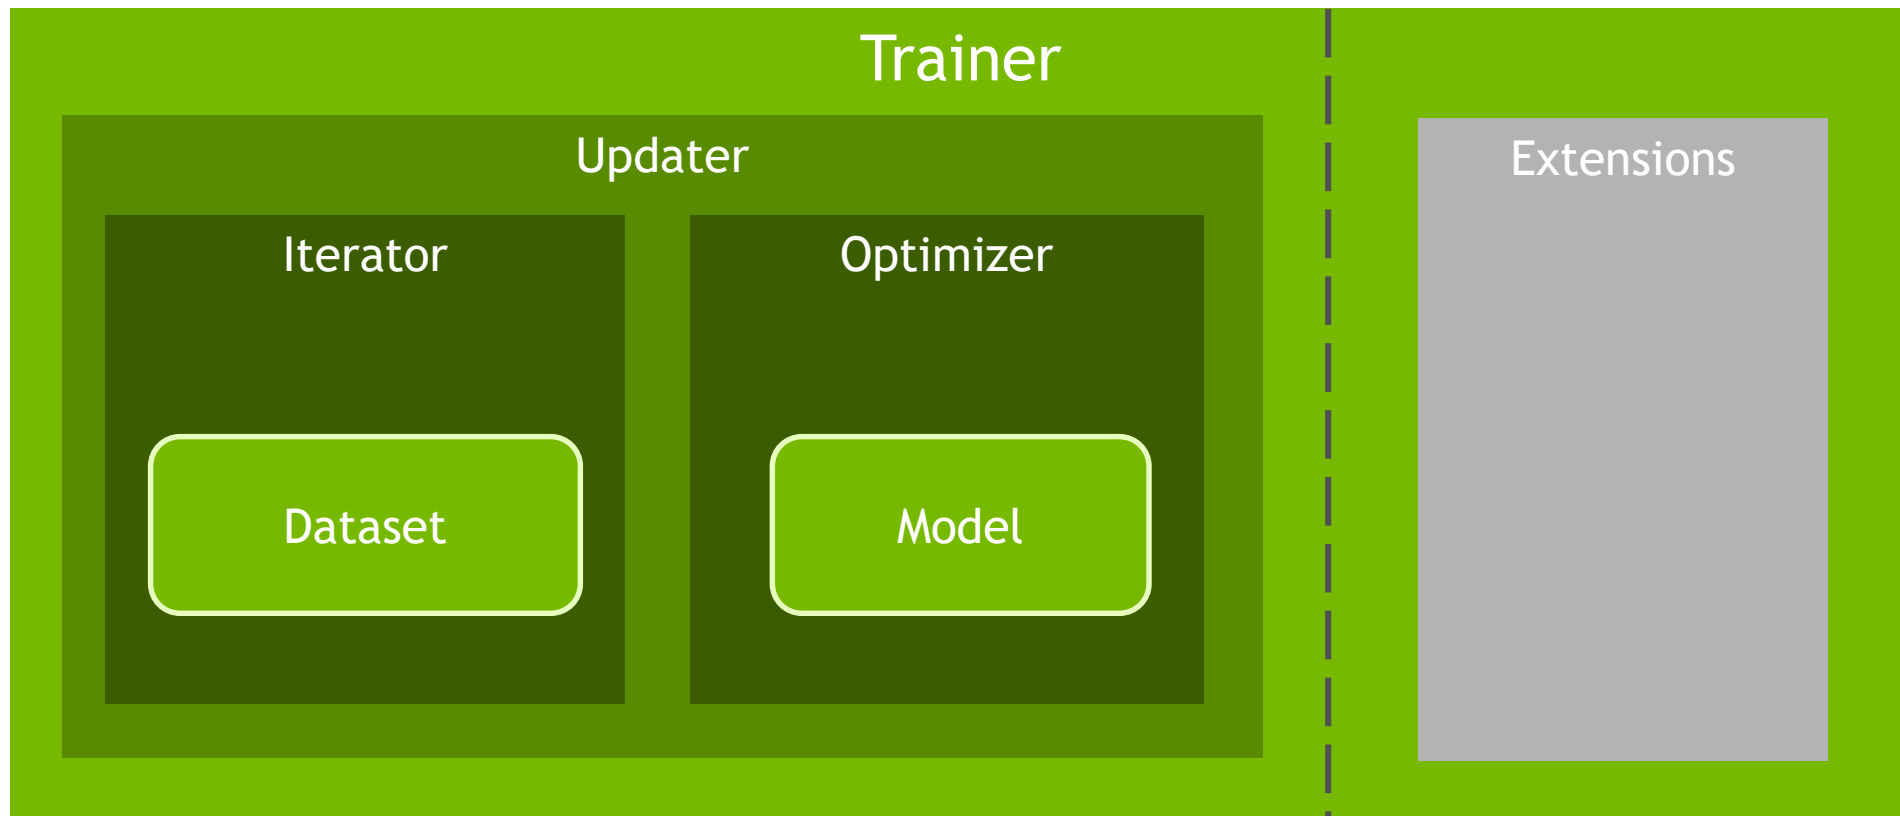 Trainer
Updater
Extensions
Iterator
Optimizer
Dataset
Model